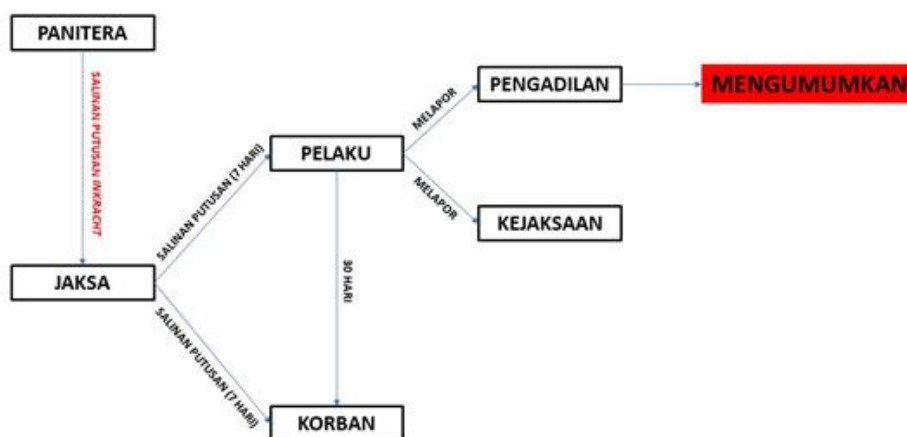 PANITERA
SALINAN PUTUSAN INKRACHT
JAKSA
SALINAN PUTUSAN (7 HARI)
SALINAN PUTUSAN (7 HARI)
PELAKU
30 HARI
KORBAN
MELAPOR
MELAPOR
PENGADILAN
KEJAKSAAN
MENGUMUMKAN